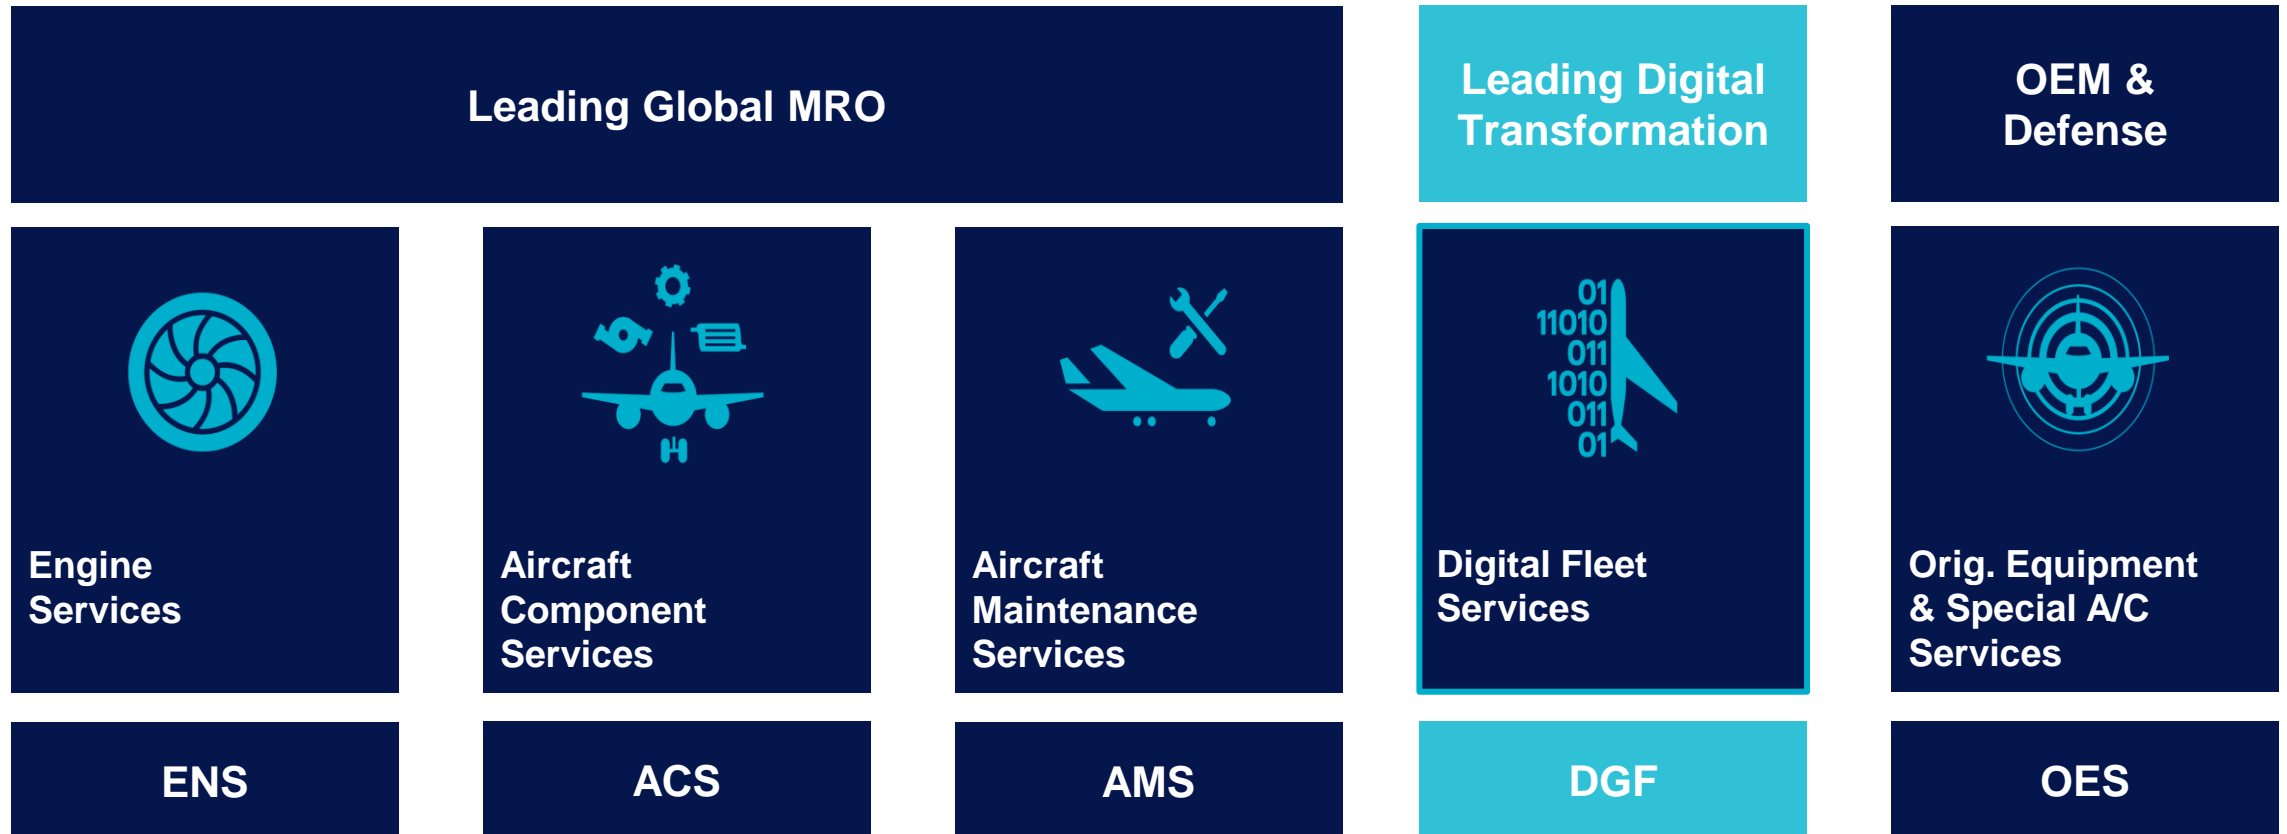 Leading Global MRO
Leading Digital
Transformation
OEM &
Defense
01
11010
011
1010
011
01
Engine
Services
Aircraft
Component
Services
Aircraft
Maintenance
Services
Digital Fleet
Services
Orig. Equipment
& Special A/C
Services
ENS
ACS
AMS
DGF
OES